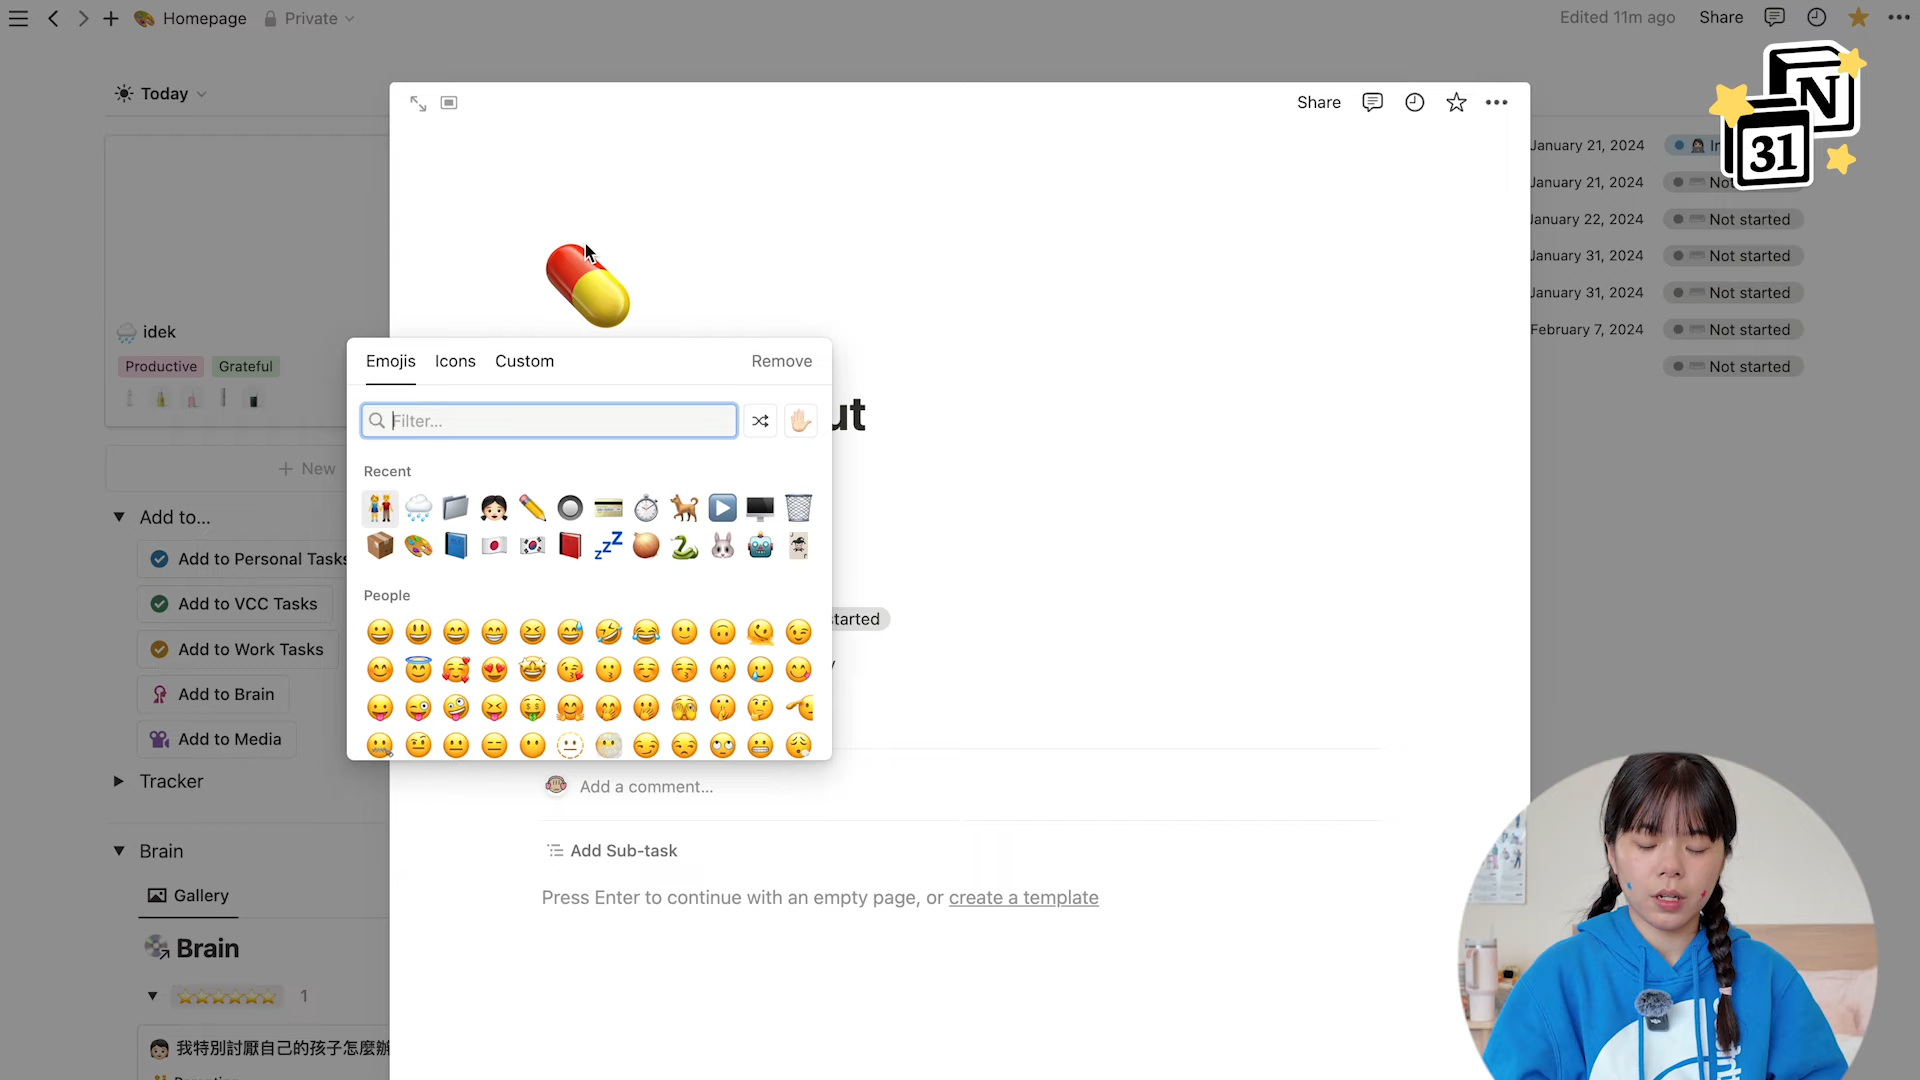 Homepage Private
Edited 11m ago Share
Today
Share
N
31
January 21, 2024 In
January 21, 2024 Not
January 22, 2024 Not started
January 31, 2024 Not started
January 31, 2024 Not started
February 7, 2024 Not started
Not started
idek
Productive Grateful
+ New
Add to...
Add to Personal Tasks
Add to VCC Tasks
Add to Work Tasks
Add to Brain
Add to Media
Tracker
Brain
Gallery
Brain
1
我特別討厭自己的孩子怎麼辦
Emojis Icons Custom Remove
Filter...
Recent
People
ut
started
Add a comment...
Add Sub-task
Press Enter to continue with an empty page, or create a template